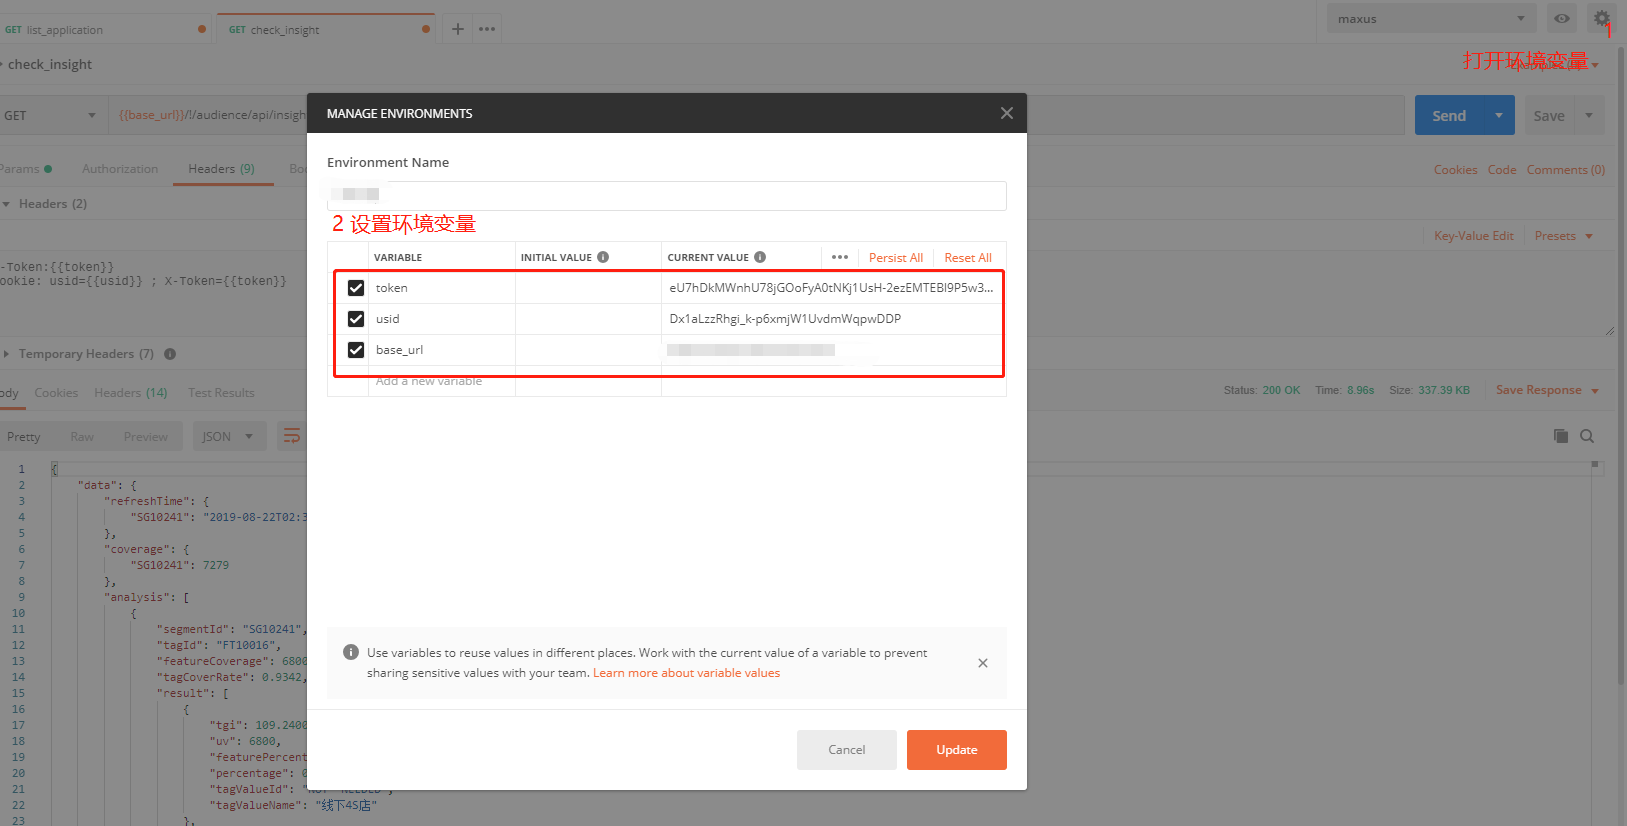 GET list_application
GET check_insight
maxus
1
打开环境变量
check_insight
GET
{{base_url}}/!/audience/api/insigh
Send
Save
Params
Authorization
Headers (9)
Cookies Code Comments (0)
Headers (2)
Key-Value Edit Presets
-Token:{{token}}
ookie: usid={{usid}} ; X-Token={{token}}
Temporary Headers (7)
ody Cookies Headers (14) Test Results
Status: 200 OK Time: 8.96s Size: 337.39 KB Save Response
Pretty Raw Preview JSON
1 {
2 "data": {
3 "refreshTime": {
4 "SG10241": "2019-08-22T02:3
5 },
6 "coverage": {
7 "SG10241": 7279
8 },
9 "analysis": [
10 {
11 "segmentId": "SG10241",
12 "tagId": "FT10016",
13 "featureCoverage": 6800
14 "tagCoverRate": 0.9342,
15 "result": [
16 {
17 "tgi": 109.2400
18 "uv": 6800,
19 "featurePercent
20 "percentage": 0
21 "tagValueId": "NOT_NEEDED",
22 "tagValueName": "线下4S店"
23 },
MANAGE ENVIRONMENTS
Environment Name
2 设置环境变量
VARIABLE INITIAL VALUE CURRENT VALUE Persist All Reset All
token eU7hDkMWnhU78jGOoFyA0tNKj1UsH-2ezEMTEBI9P5w3...
usid Dx1aLzzRhgi_k-p6xmjW1UvdmWqpwDDP
base_url
Add a new variable
Use variables to reuse values in different places. Work with the current value of a variable to prevent
sharing sensitive values with your team. Learn more about variable values
Cancel
Update